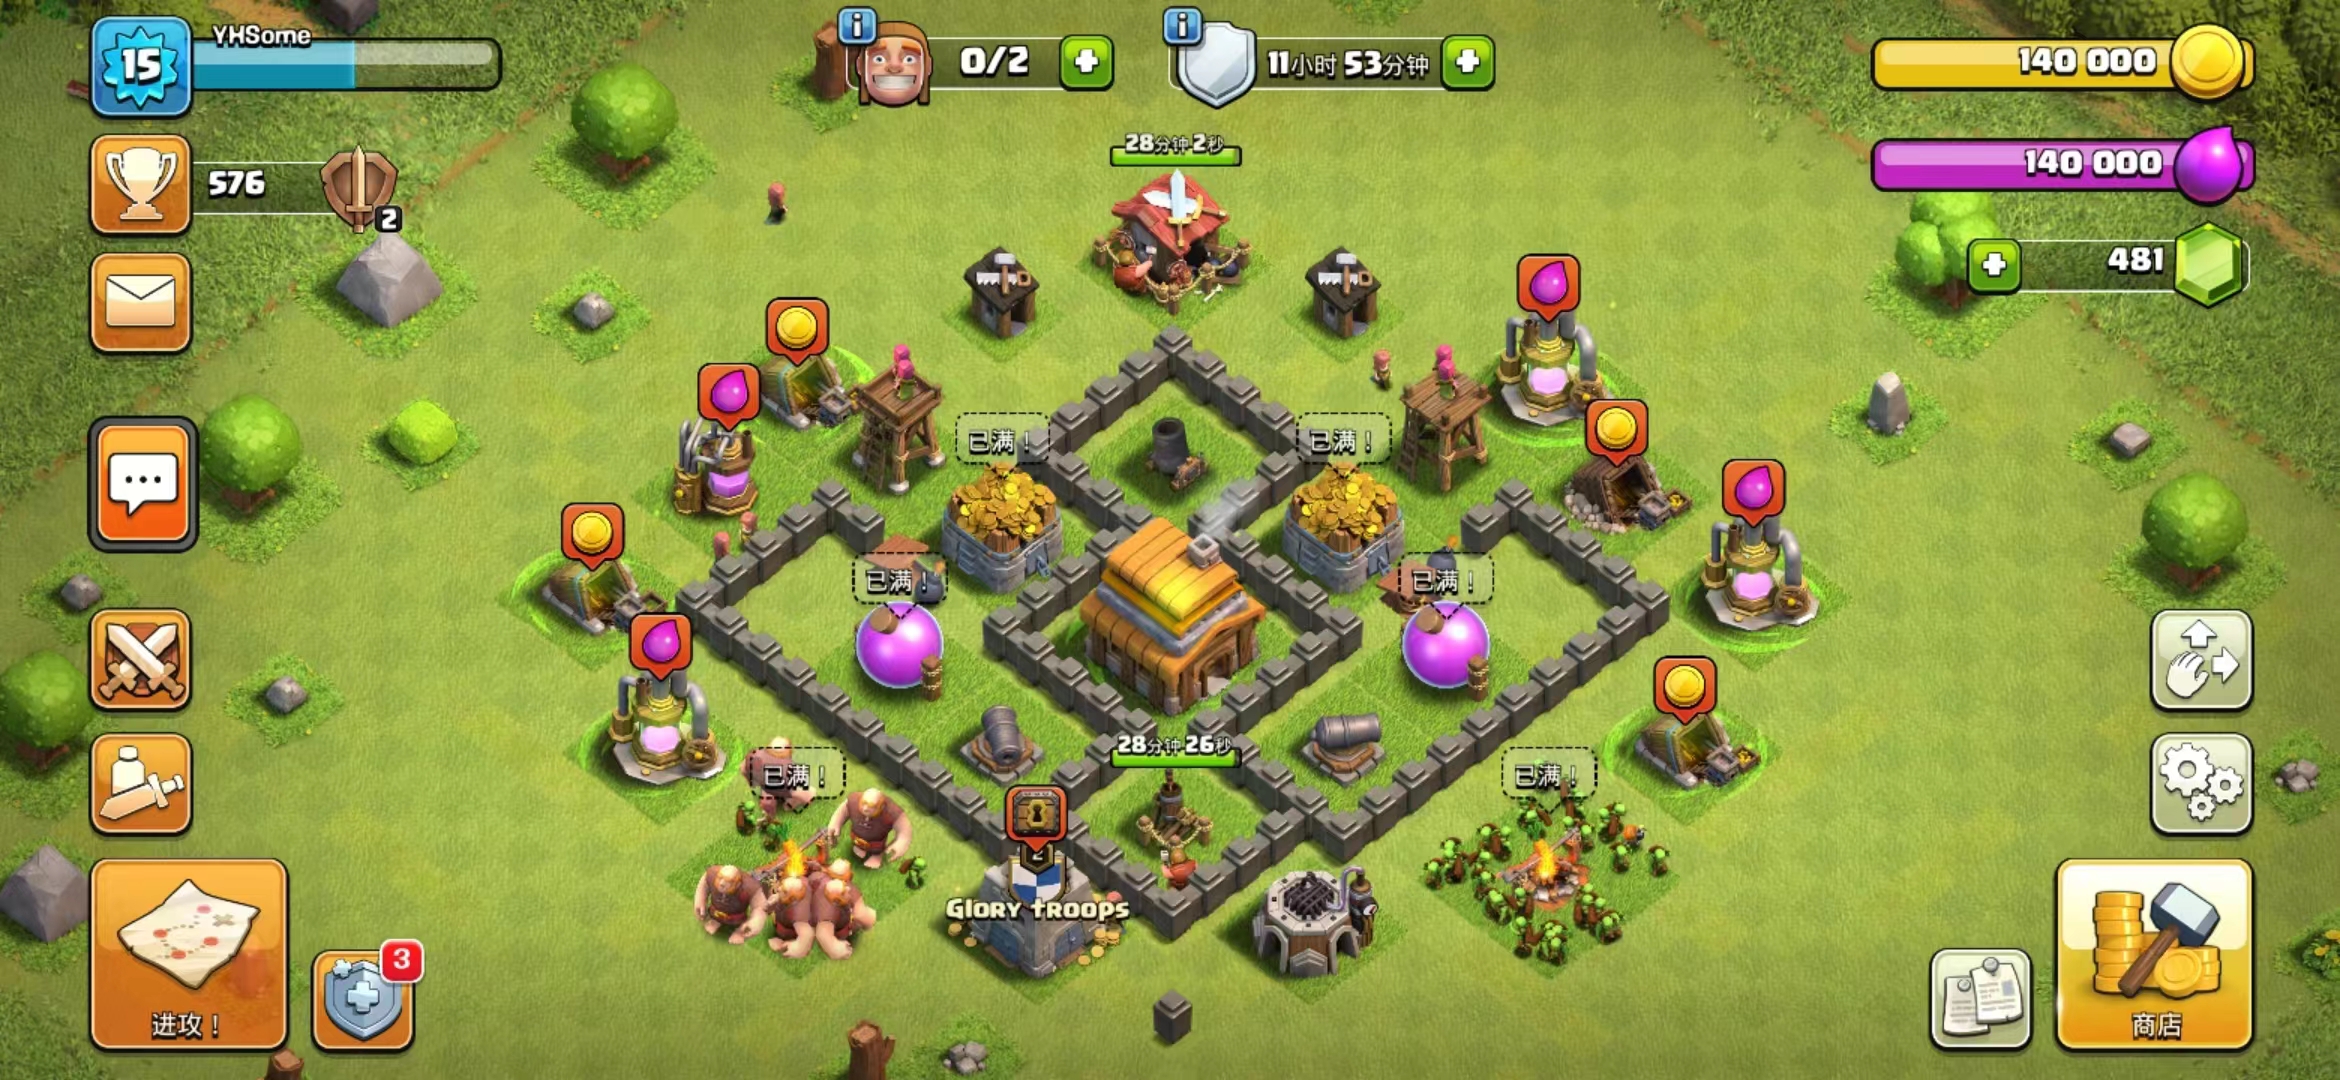 15
YHSome
0/2
11小时 53分钟
140 000
576
2
28分钟 2秒
140 000
481
已满！
已满！
已满！
已满！
28分钟 26秒
已满！
已满！
2
Glory troops
3
进攻！
商店